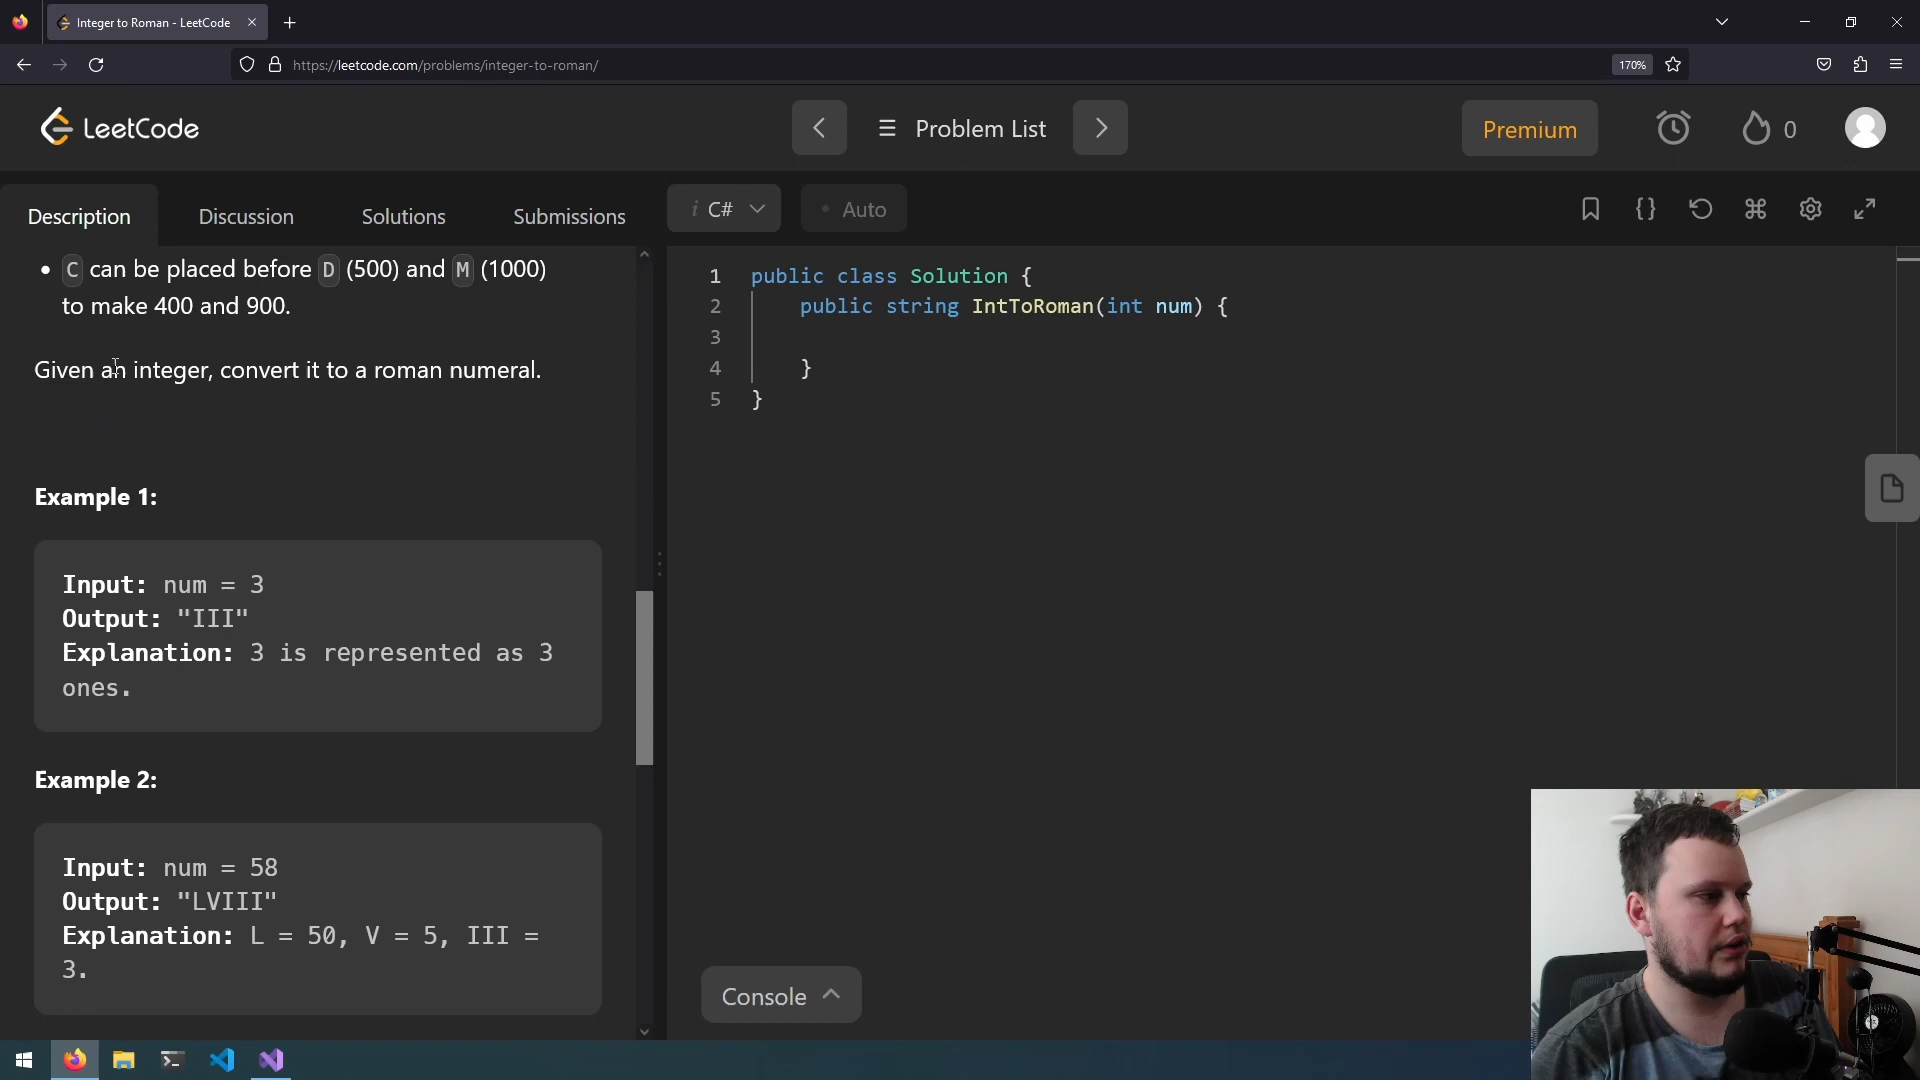 Integer to Roman - LeetCode
https://leetcode.com/problems/integer-to-roman/
170%
LeetCode
Problem List
Premium
0
Description
Discussion
Solutions
Submissions
i C#
• Auto
• C can be placed before D (500) and M (1000)
to make 400 and 900.
Given an integer, convert it to a roman numeral.
Example 1:
Input: num = 3
Output: "III"
Explanation: 3 is represented as 3
ones.
Example 2:
Input: num = 58
Output: "LVIII"
Explanation: L = 50, V = 5, III =
3.
1 public class Solution {
2 public string IntToRoman(int num) {
3
4 }
5 }
Console